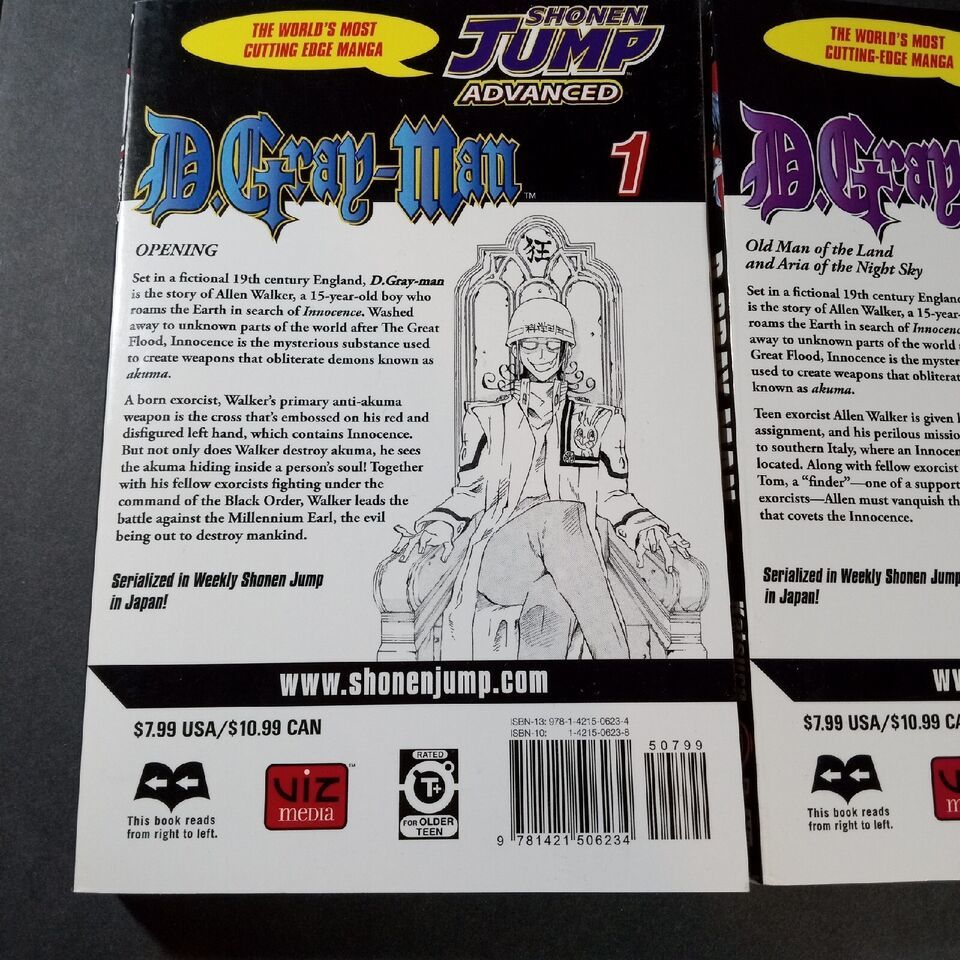 THE WORLD'S MOST
CUTTING EDGE MANGA
SHONEN
JUMP
ADVANCED
D.Gray-Man™
1
OPENING
Set in a fictional 19th century England, D.Gray-man
is the story of Allen Walker, a 15-year-old boy who
roams the Earth in search of Innocence. Washed
away to unknown parts of the world after The Great
Flood, Innocence is the mysterious substance used
to create weapons that obliterate demons known as
akuma.
A born exorcist, Walker's primary anti-akuma
weapon is the cross that's embossed on his red and
disfigured left hand, which contains Innocence.
But not only does Walker destroy akuma, he sees
the akuma hiding inside a person's soul! Together
with his fellow exorcists fighting under the
command of the Black Order, Walker leads the
battle against the Millennium Earl, the evil
being out to destroy mankind.
Serialized in Weekly Shonen Jump
in Japan!
狂
www.shonenjump.com
$7.99 USA/$10.99 CAN
This book reads
from right to left.
VIZ
MEDIA
™
RATED
T+
FOR OLDER
TEEN
ISBN-13: 978-1-4215-0623-4
ISBN-10: 1-4215-0623-8
50799
9 781421 506234
THE WORLD'S MOST
CUTTING-EDGE MANGA
D.Gray
Old Man of the Land
and Aria of the Night Sky
Set in a fictional 19th century England
is the story of Allen Walker, a 15-year-
roams the Earth in search of Innocenc
away to unknown parts of the world
Great Flood, Innocence is the myster
used to create weapons that obliterat
known as akuma.
Teen exorcist Allen Walker is given
assignment, and his perilous missio
to southern Italy, where an Innocen
located. Along with fellow exorcist
Tom, a "finder"—one of a support
exorcists—Allen must vanquish th
that covets the Innocence.
Serialized in Weekly Shonen Jump
in Japan!
$7.99 USA/$10.99 CA
This book reads
from right to left.